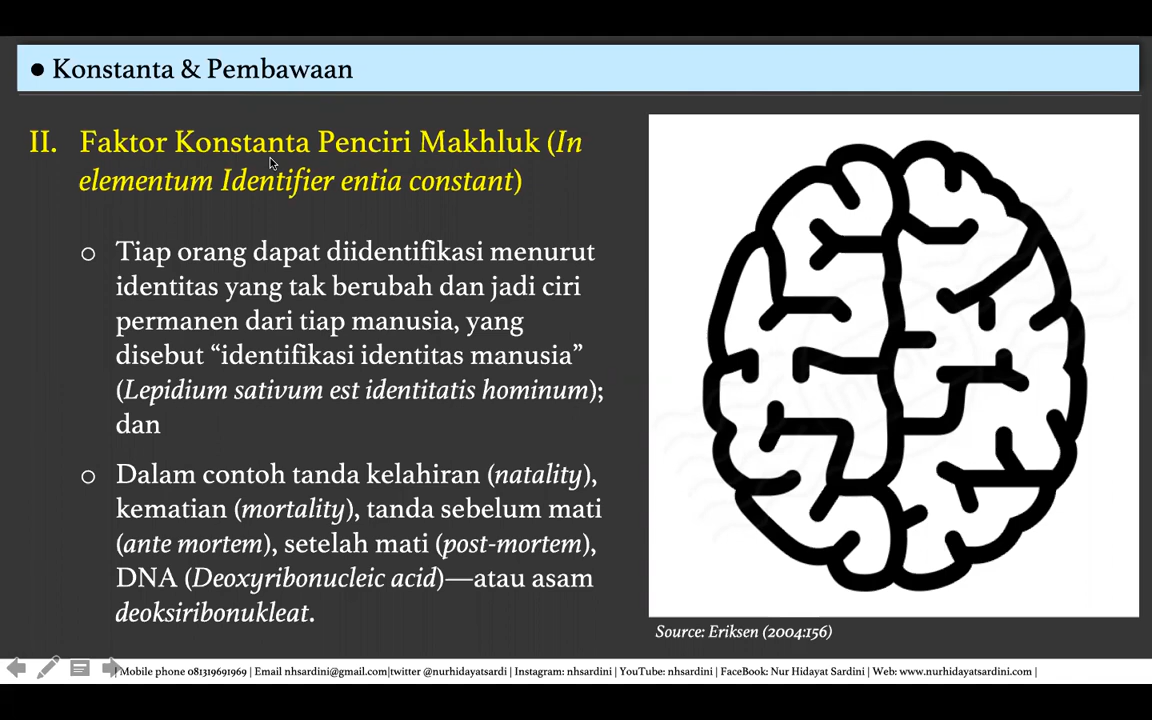 ● Konstanta & Pembawaan
II. Faktor Konstanta Penciri Makhluk (In
elementum Identifier entia constant)
○ Tiap orang dapat diidentifikasi menurut
identitas yang tak berubah dan jadi ciri
permanen dari tiap manusia, yang
disebut “identifikasi identitas manusia”
(Lepidium sativum est identitatis hominum);
dan
○ Dalam contoh tanda kelahiran (natality),
kematian (mortality), tanda sebelum mati
(ante mortem), setelah mati (post-mortem),
DNA (Deoxyribonucleic acid)—atau asam
deoksiribonukleat.
Source: Eriksen (2004:156)
| Mobile phone 081319691969 | Email nhsardini@gmail.com|twitter @nurhidayatsardi | Instagram: nhsardini | YouTube: nhsardini | FaceBook: Nur Hidayat Sardini | Web: www.nurhidayatsardini.com |